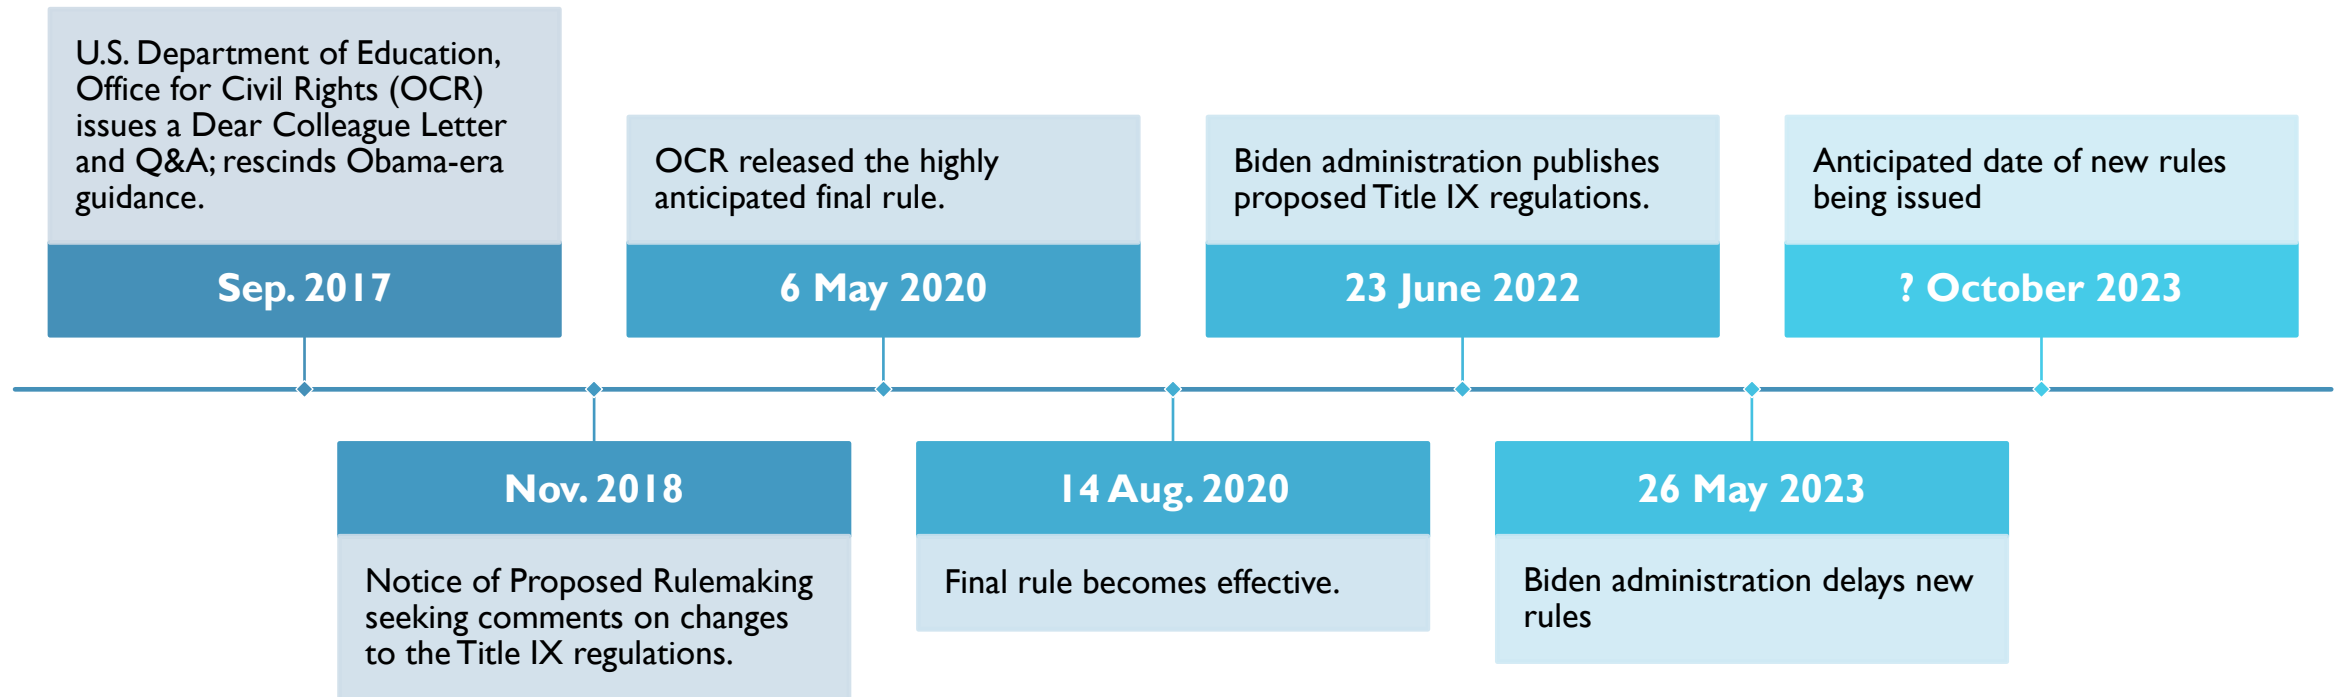 U.S. Department of Education,
Office for Civil Rights (OCR)
issues a Dear Colleague Letter
and Q&A; rescinds Obama-era
guidance.
Sep. 2017
Nov. 2018
Notice of Proposed Rulemaking
seeking comments on changes
to the Title IX regulations.
OCR released the highly
anticipated final rule.
6 May 2020
14 Aug. 2020
Final rule becomes effective.
Biden administration publishes
proposed Title IX regulations.
23 June 2022
26 May 2023
Biden administration delays new
rules
Anticipated date of new rules
being issued
? October 2023